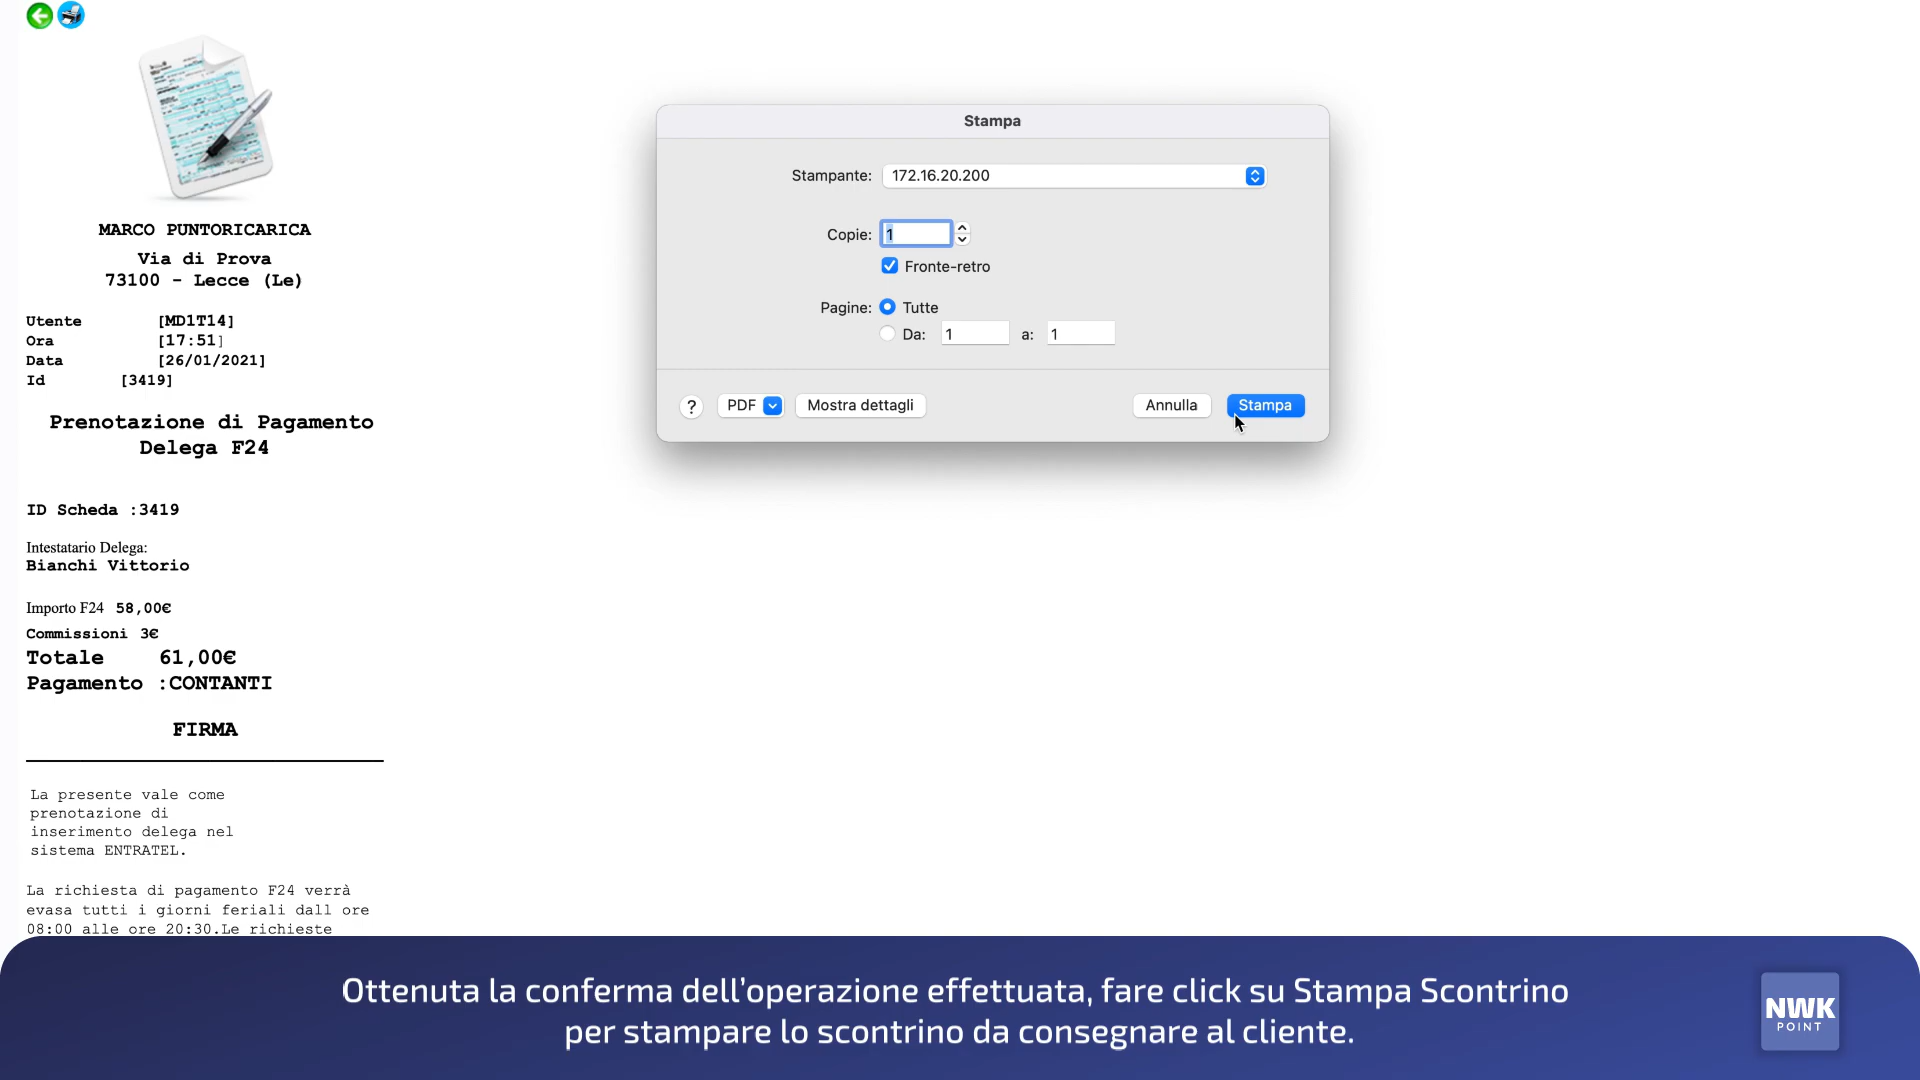 MARCO PUNTORICARICA
Via di Prova
73100 - Lecce (Le)
Utente [MD1T14]
Ora [17:51]
Data [26/01/2021]
Id [3419]
Prenotazione di Pagamento
Delega F24
ID Scheda :3419
Intestatario Delega:
Bianchi Vittorio
Importo F24 58,00€
Commissioni 3€
Totale 61,00€
Pagamento :CONTANTI
FIRMA
La presente vale come
prenotazione di
inserimento delega nel
sistema ENTRATEL.
La richiesta di pagamento F24 verrà
evasa tutti i giorni feriali dall ore
08:00 alle ore 20:30.Le richieste
Stampa
Stampante: 172.16.20.200
Copie: 1
Fronte-retro
Pagine: Tutte
Da: 1 a: 1
? PDF Mostra dettagli Annulla Stampa
Ottenuta la conferma dell'operazione effettuata, fare click su Stampa Scontrino
per stampare lo scontrino da consegnare al cliente.
NWK
POINT